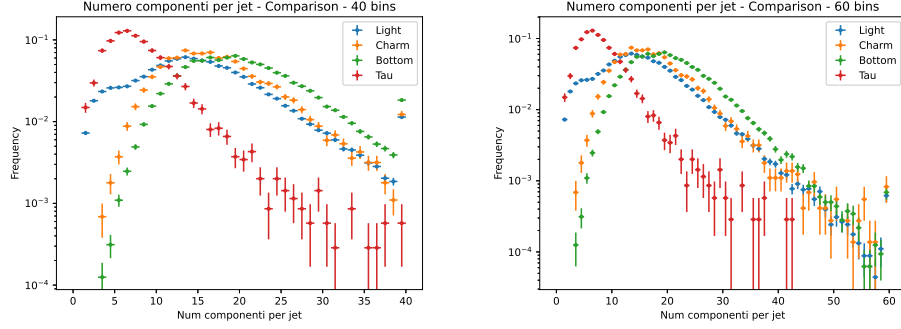 Numero componenti per jet - Comparison - 40 bins
Frequency
10⁻¹
10⁻²
10⁻³
10⁻⁴
0 5 10 15 20 25 30 35 40
Num componenti per jet
Light
Charm
Bottom
Tau
Numero componenti per jet - Comparison - 60 bins
Frequency
10⁻¹
10⁻²
10⁻³
10⁻⁴
0 10 20 30 40 50 60
Num componenti per jet
Light
Charm
Bottom
Tau